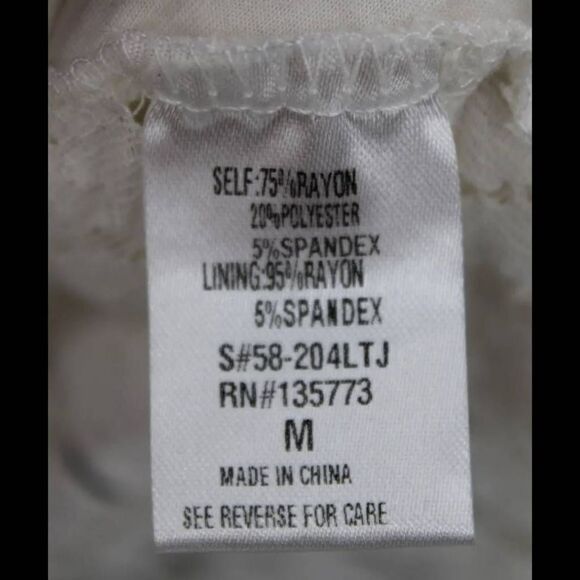 SELF:75%RAYON
20%POLYESTER
5%SPANDEX
LINING:95%RAYON
5%SPANDEX
S#58-204LTJ
RN#135773
M
MADE IN CHINA
SEE REVERSE FOR CARE